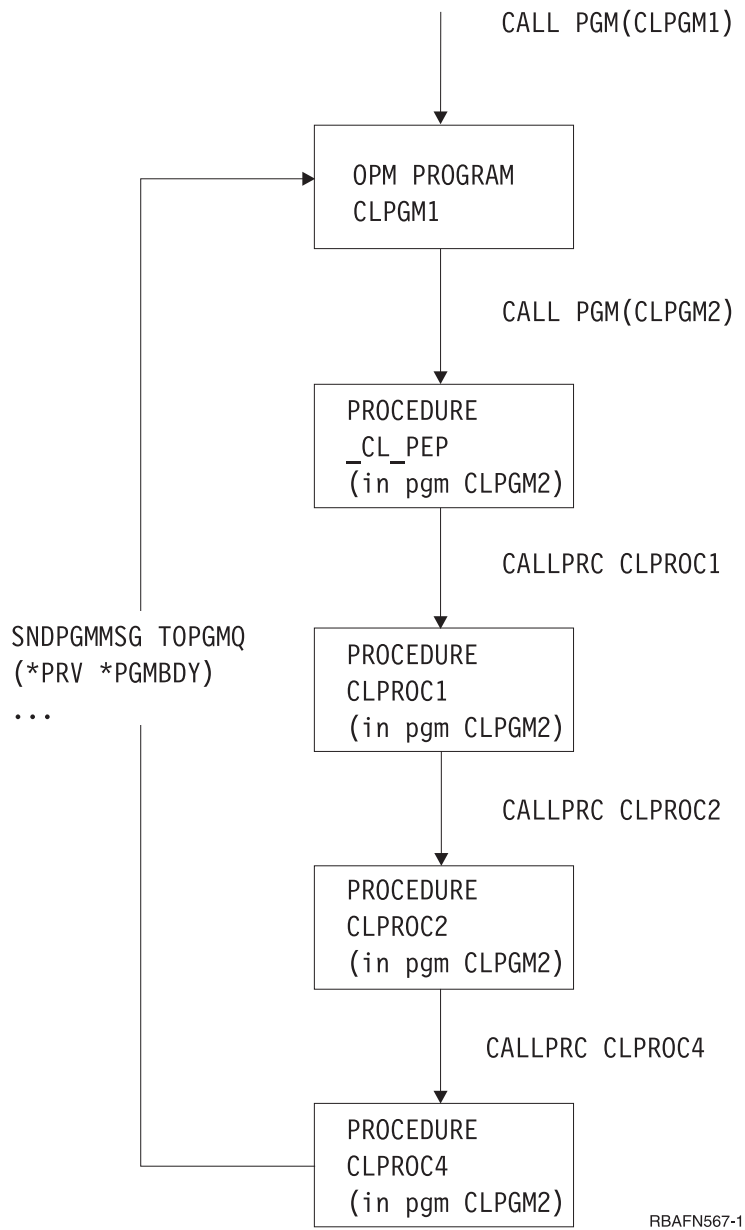 CALL PGM(CLPGM1)
OPM PROGRAM
CLPGM1
CALL PGM(CLPGM2)
PROCEDURE
_CL_PEP
(in pgm CLPGM2)
CALLPRC CLPROC1
SNDPGMMSG TOPGMQ
(*PRV *PGMBDY)
...
PROCEDURE
CLPROC1
(in pgm CLPGM2)
CALLPRC CLPROC2
PROCEDURE
CLPROC2
(in pgm CLPGM2)
CALLPRC CLPROC4
PROCEDURE
CLPROC4
(in pgm CLPGM2)
RBAFN567-1